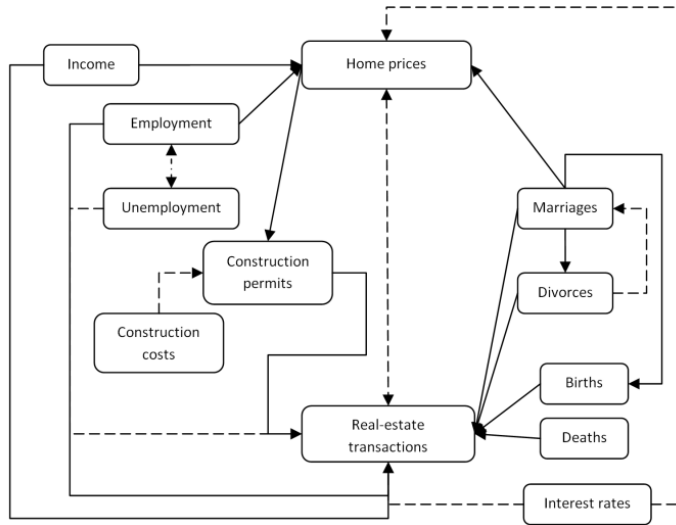 Income
Home prices
Employment
Unemployment
Marriages
Construction
permits
Divorces
Construction
costs
Births
Real-estate
transactions
Deaths
Interest rates